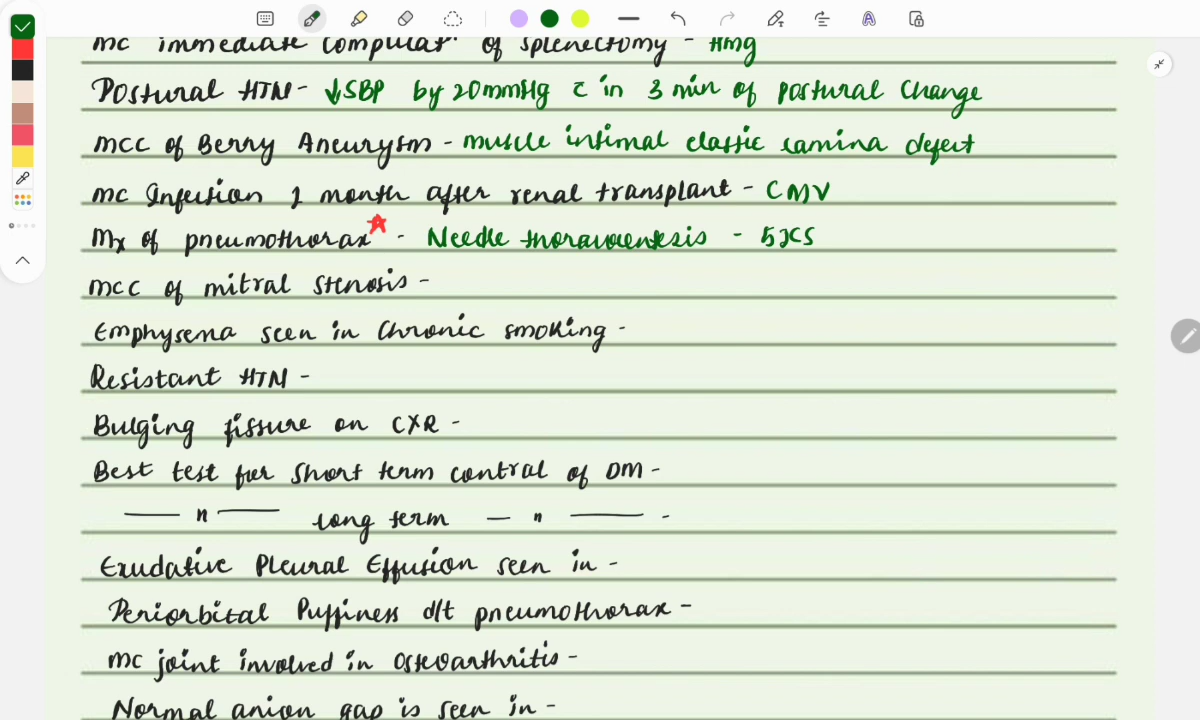 mc immediate complicatⁿ of splenectomy - Hmg
Postural HTN - ↓SBP by 20mmHg c̄ in 3 min of postural change
mcc of Berry Aneurysm - muscle intimal elastic lamina defect
mc Infection 1 month after renal transplant - CMV
Mx of pneumothorax☆ - Needle thoracocentesis - 5ICS
mcc of mitral stenosis -
Emphysema seen in Chronic smoking -
Resistant HTN -
Bulging fissure on CXR -
Best test for short term control of DM -
—— " —— long term — " —— -
Exudative Pleural Effusion seen in -
Periorbital Puffiness d/t pneumothorax -
mc joint involved in osteoarthritis -
Normal anion gap is seen in -